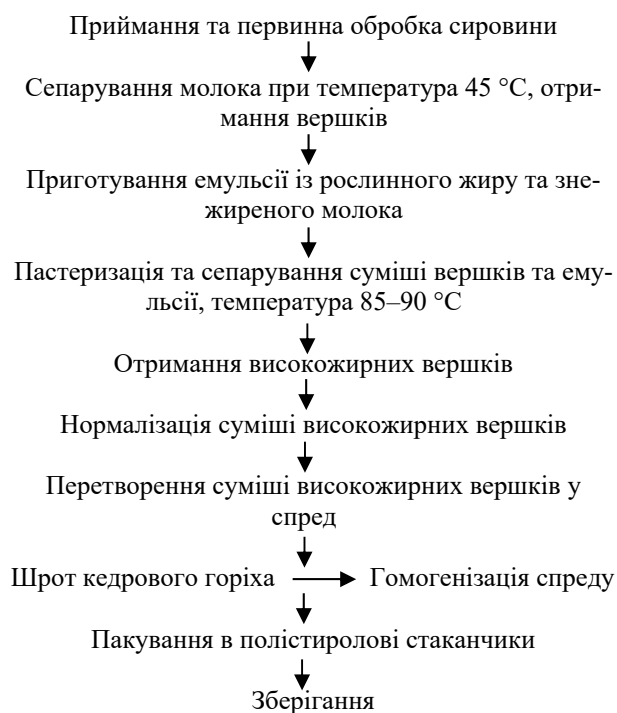 Приймання та первинна обробка сировини
Сепарування молока при температура 45 °С, отри-
мання вершків
Приготування емульсії із рослинного жиру та зне-
жиреного молока
Пастеризація та сепарування суміші вершків та ему-
льсії, температура 85–90 °С
Отримання високожирних вершків
Нормалізація суміші високожирних вершків
Перетворення суміші високожирних вершків у
спред
Шрот кедрового горіха Гомогенізація спреду
Пакування в полістиролові стаканчики
Зберігання